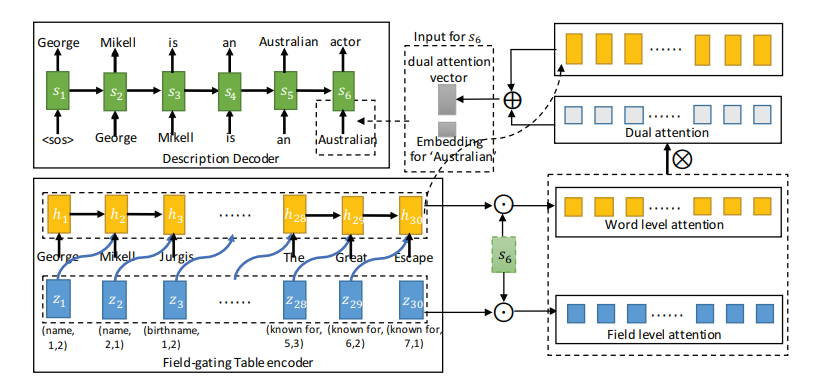 George Mikell is an Australian actor
s1 s2 s3 s4 s5 s6
<sos> George Mikell is an Australian
Description Decoder
Input for s6
dual attention
vector
Embedding
for 'Australian'
⊕
Dual attention
⊗
h1 h2 h3 ...... h28 h29 h30
George Mikell Jurgis The Great Escape
z1 z2 z3 ...... z28 z29 z30
(name, (name, (birthname, (known for, (known for, (known for,
1,2) 2,1) 1,2) 5,3) 6,2) 7,1)
Field-gating Table encoder
⊙
s6
⊙
......
......
......
Word level attention
......
Field level attention